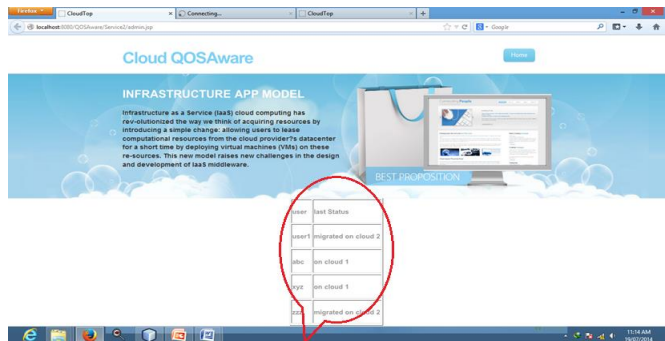 Firefox
CloudTop
Connecting...
CloudTop
localhost:8080/QOSAware/Service2/admin.jsp
Google
Cloud QOSAware
Home
INFRASTRUCTURE APP MODEL
Infrastructure as a Service (IaaS) cloud computing has
rev-olutionized the way we think of acquiring resources by
introducing a simple change: allowing users to lease
computational resources from the cloud provider?s datacenter
for a short time by deploying virtual machines (VMs) on these
re-sources. This new model raises new challenges in the design
and development of IaaS middleware.
BEST PROPOSITION
user last Status
user1 migrated on cloud 2
abc on cloud 1
xyz on cloud 1
zzz migrated on cloud 2
11:14 AM
19/07/2014